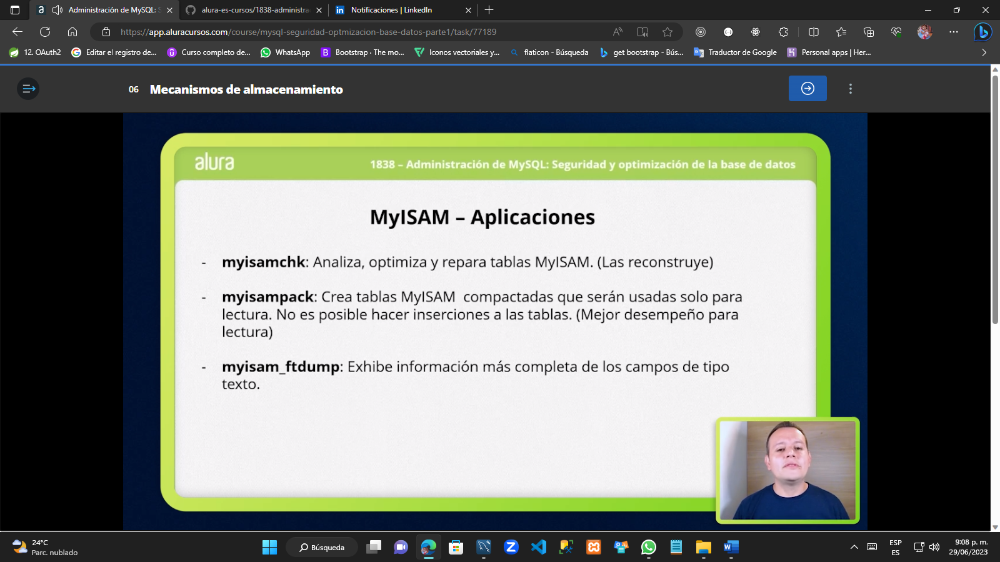 Administración de MySQL: S
alura-es-cursos/1838-administra
Notificaciones | LinkedIn
https://app.aluracursos.com/course/mysql-seguridad-optmizacion-base-datos-parte1/task/77189
12. OAuth2
Editar el registro de...
Curso completo de...
WhatsApp
Bootstrap · The mo...
Iconos vectoriales y...
flaticon - Búsqueda
get bootstrap - Bús...
Traductor de Google
Personal apps | Her...
06 Mecanismos de almacenamiento
alura
1838 – Administración de MySQL: Seguridad y optimización de la base de datos
MyISAM – Aplicaciones
- myisamchk: Analiza, optimiza y repara tablas MyISAM. (Las reconstruye)
- myisampack: Crea tablas MyISAM compactadas que serán usadas solo para
lectura. No es posible hacer inserciones a las tablas. (Mejor desempeño para
lectura)
- myisam_ftdump: Exhibe información más completa de los campos de tipo
texto.
24°C
Parc. nublado
Búsqueda
ESP
ES
9:08 p. m.
29/06/2023